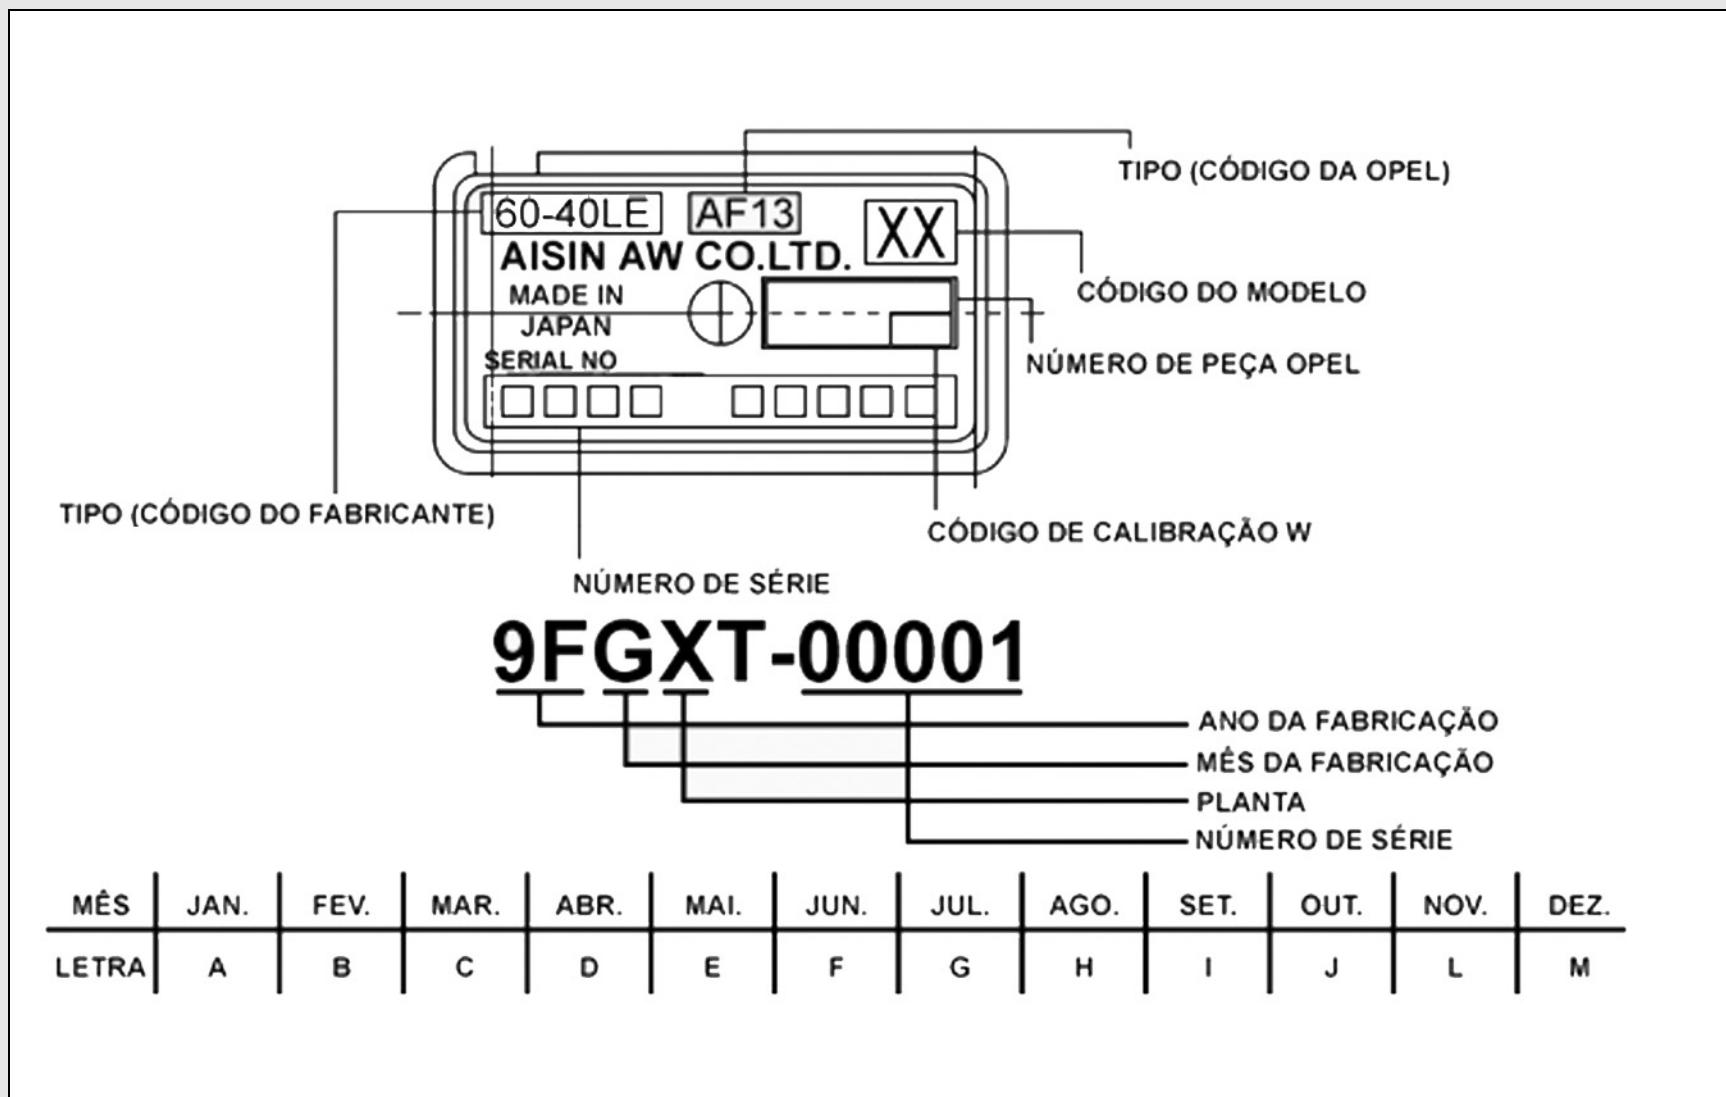 TIPO (CÓDIGO DA OPEL)
60-40LE AF13 XX
AISIN AW CO.LTD.
MADE IN
JAPAN
CÓDIGO DO MODELO
NÚMERO DE PEÇA OPEL
SERIAL NO
TIPO (CÓDIGO DO FABRICANTE)
CÓDIGO DE CALIBRAÇÃO W
NÚMERO DE SÉRIE
9FGXT-00001
ANO DA FABRICAÇÃO
MÊS DA FABRICAÇÃO
PLANTA
NÚMERO DE SÉRIE
MÊS JAN. FEV. MAR. ABR. MAI. JUN. JUL. AGO. SET. OUT. NOV. DEZ.
LETRA A B C D E F G H I J L M